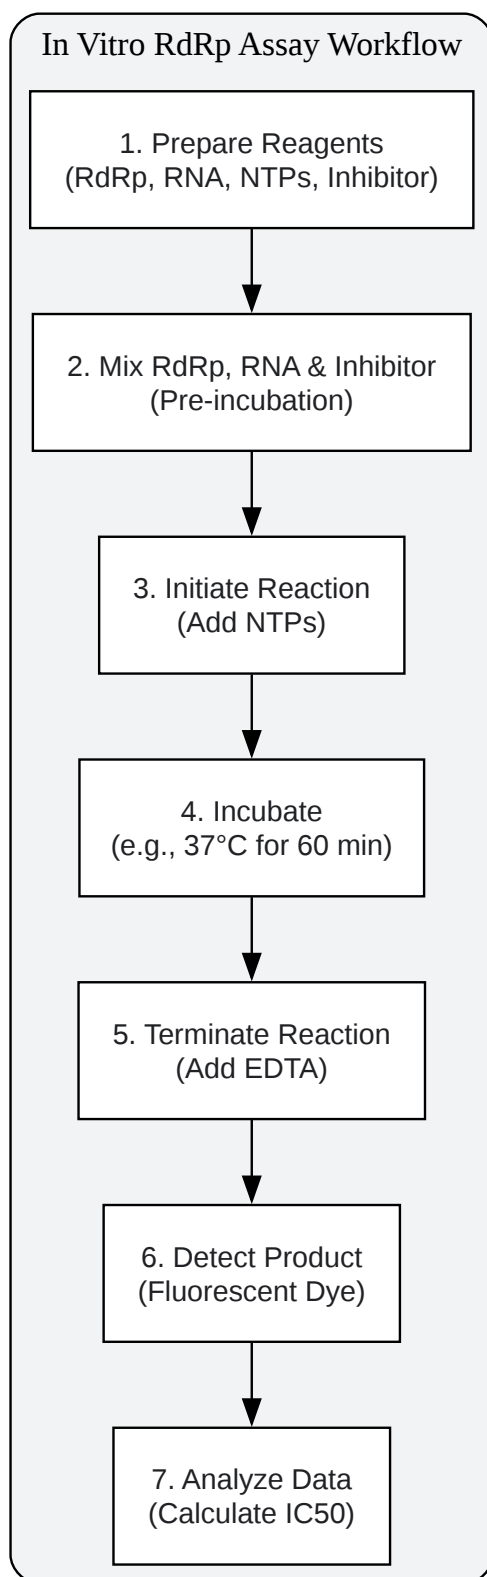 In Vitro RdRp Assay Workflow
1. Prepare Reagents
(RdRp, RNA, NTPs, Inhibitor)
2. Mix RdRp, RNA & Inhibitor
(Pre-incubation)
3. Initiate Reaction
(Add NTPs)
4. Incubate
(e.g., 37°C for 60 min)
5. Terminate Reaction
(Add EDTA)
6. Detect Product
(Fluorescent Dye)
7. Analyze Data
(Calculate IC50)